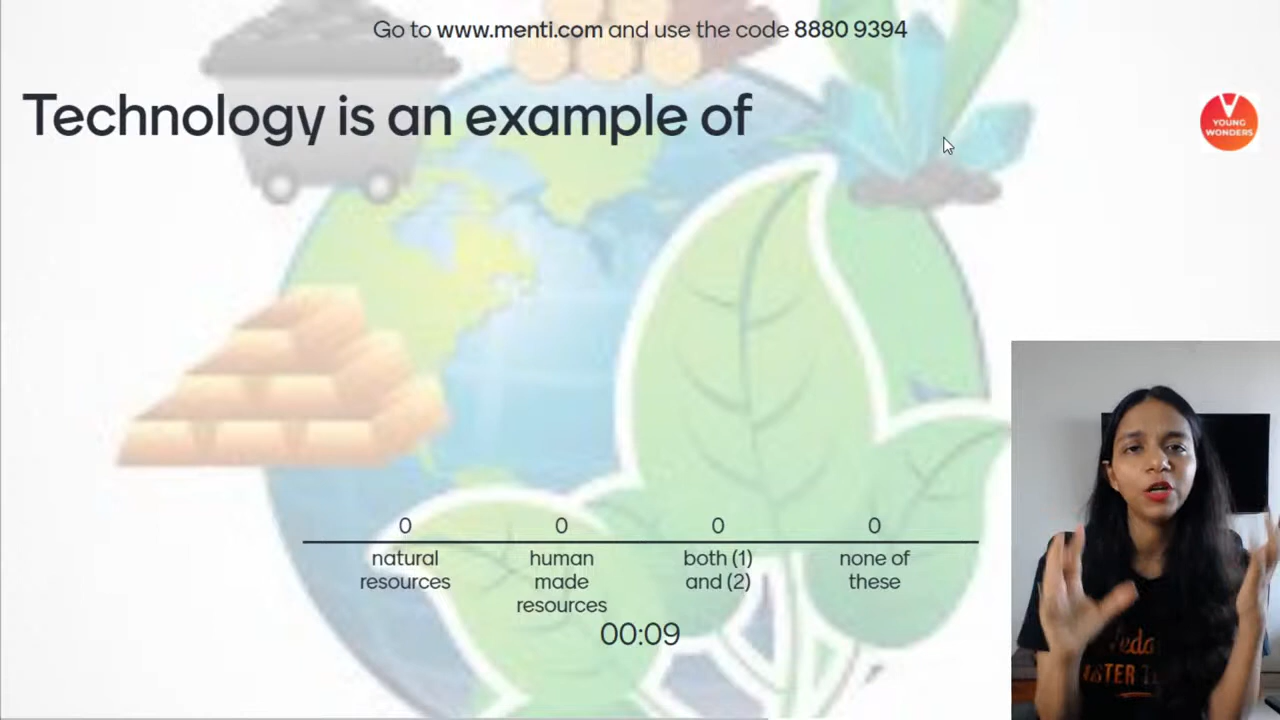 Go to www.menti.com and use the code 8880 9394
Technology is an example of
V
YOUNG
WONDERS
0
0
0
0
natural
resources
human
made
resources
both (1)
and (2)
none of
these
00:09